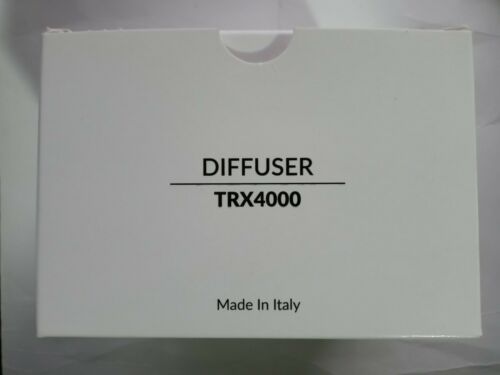 DIFFUSER
TRX4000
Made In Italy